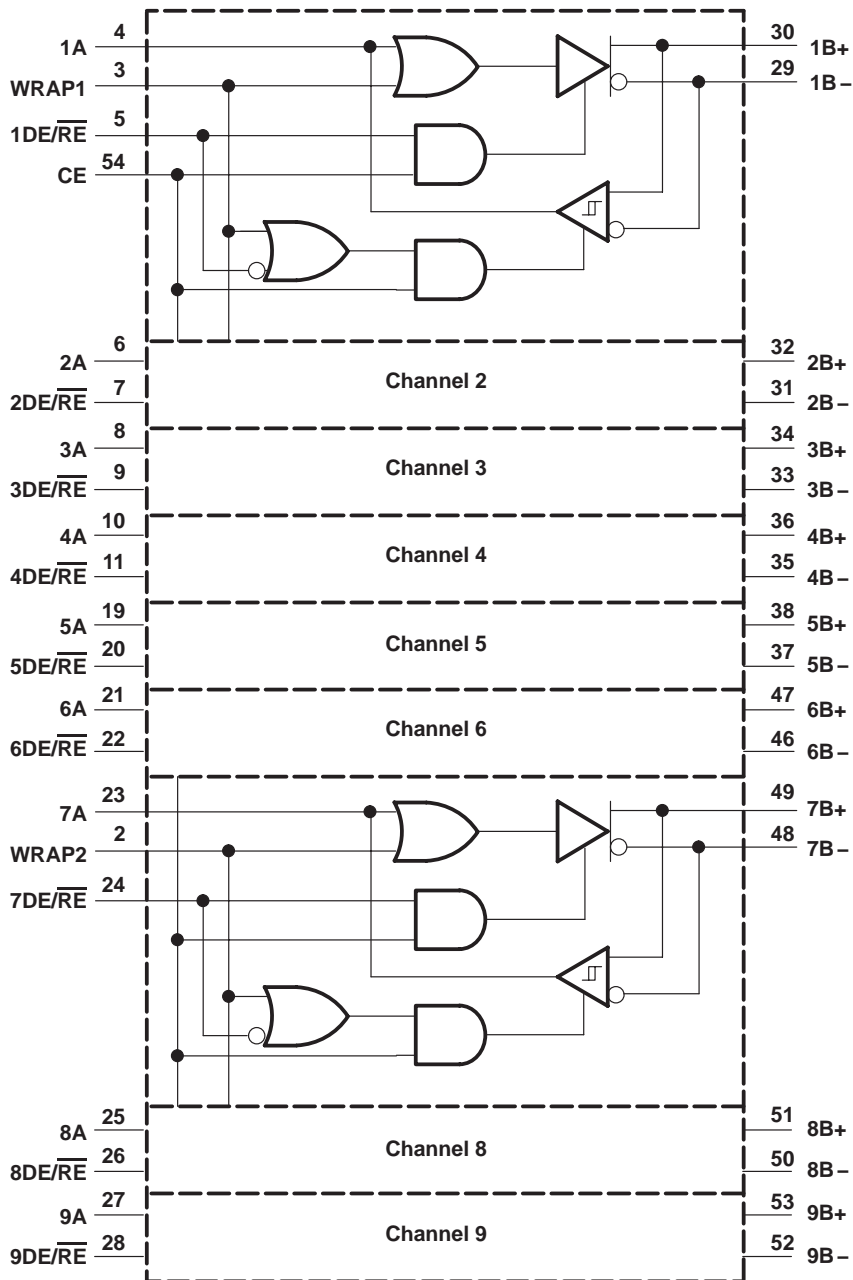 4
1A
30
1B+
3
WRAP1
29
1B−
5
1DE/RE
54
CE
6
2A
32
2B+
Channel 2
7
2DE/RE
31
2B−
8
3A
34
3B+
Channel 3
9
3DE/RE
33
3B−
10
4A
36
4B+
Channel 4
11
4DE/RE
35
4B−
19
5A
38
5B+
Channel 5
20
5DE/RE
37
5B−
21
6A
47
6B+
Channel 6
22
6DE/RE
46
6B−
23
7A
49
7B+
2
WRAP2
48
7B−
24
7DE/RE
25
8A
51
8B+
Channel 8
26
8DE/RE
50
8B−
27
9A
53
9B+
Channel 9
28
9DE/RE
52
9B−